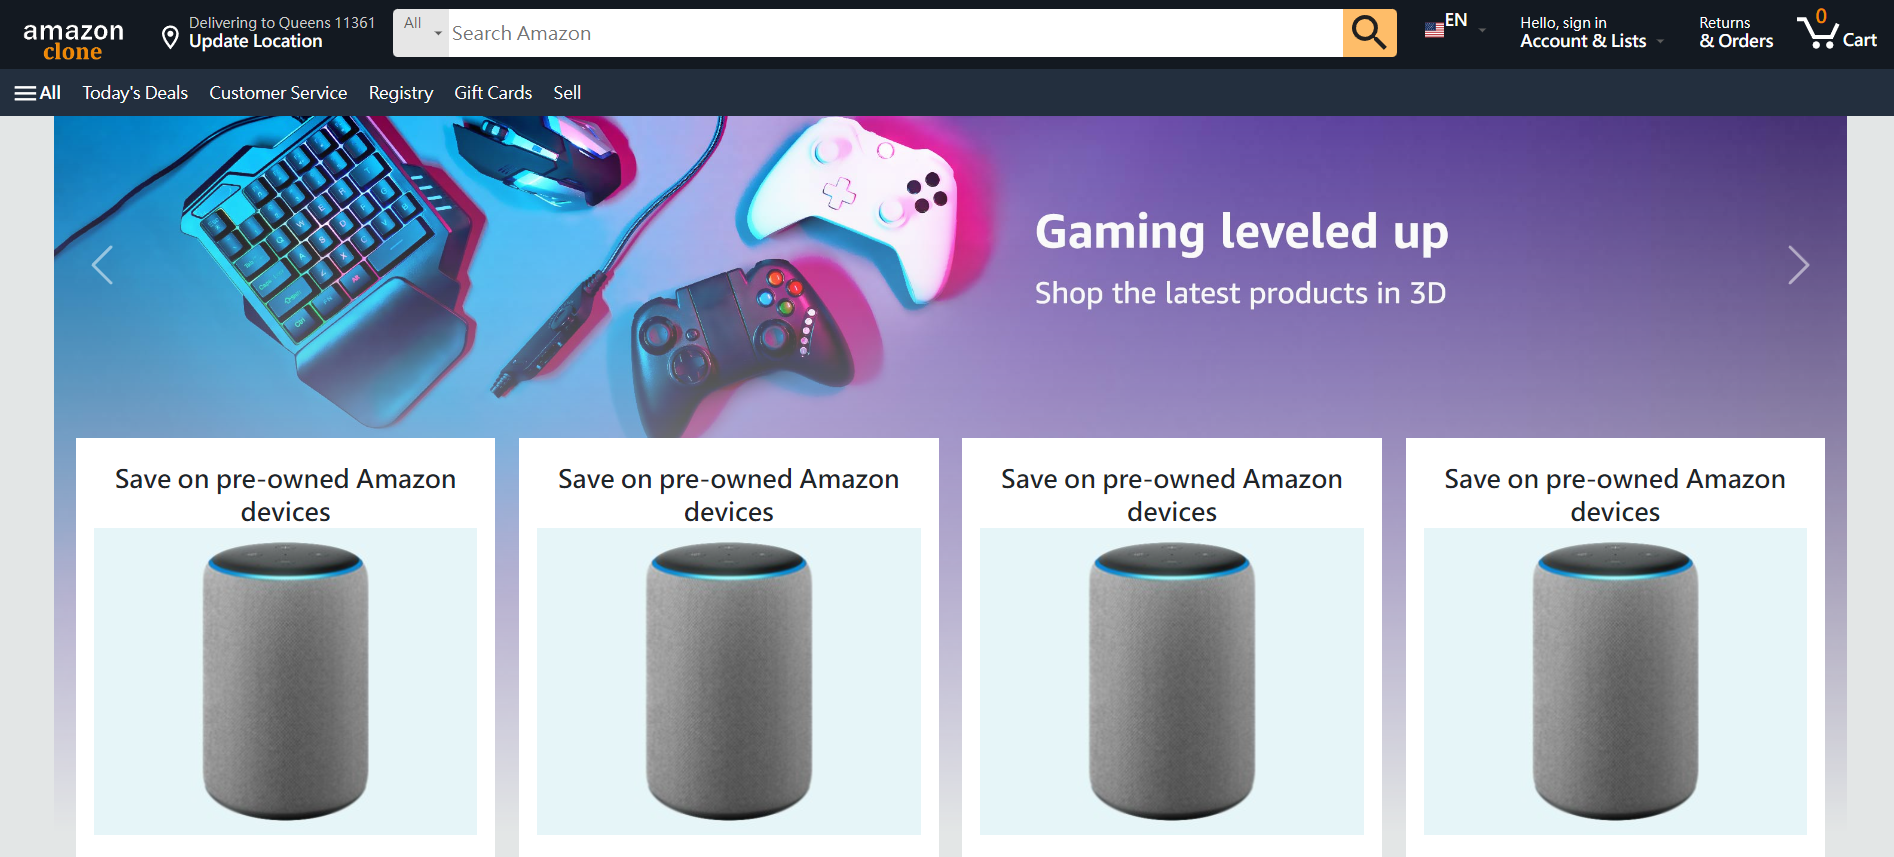 amazon
clone
Delivering to Queens 11361
Update Location
All
Search Amazon
EN
Hello, sign in
Account & Lists
Returns
& Orders
0
Cart
All
Today's Deals
Customer Service
Registry
Gift Cards
Sell
Gaming leveled up
Shop the latest products in 3D
Save on pre-owned Amazon
devices
Save on pre-owned Amazon
devices
Save on pre-owned Amazon
devices
Save on pre-owned Amazon
devices